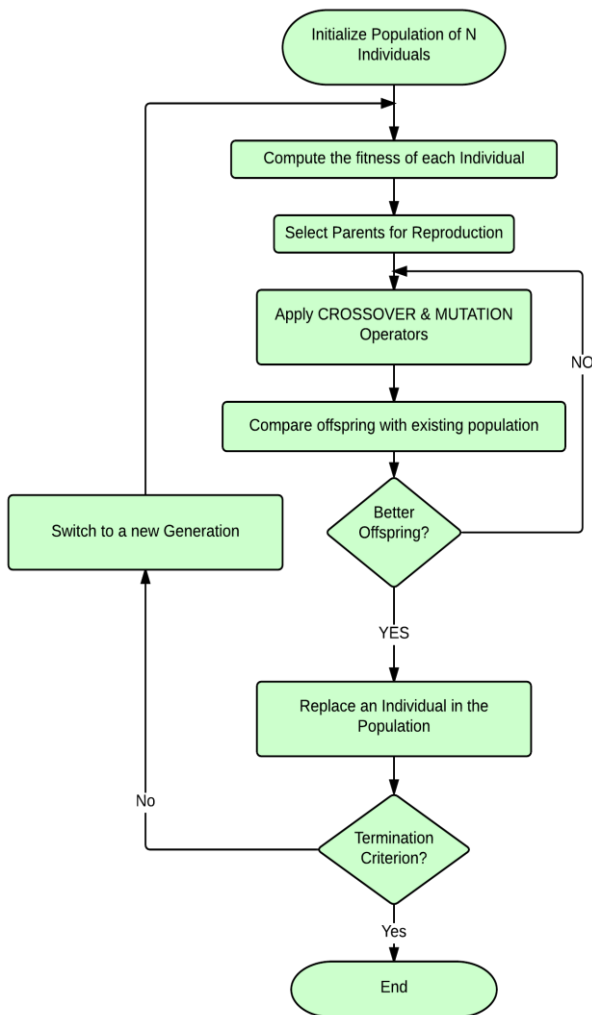 Initialize Population of N
Individuals
Compute the fitness of each Individual
Select Parents for Reproduction
Apply CROSSOVER & MUTATION
Operators
NO
Compare offspring with existing population
Better
Offspring?
Switch to a new Generation
YES
Replace an Individual in the
Population
No
Termination
Criterion?
Yes
End